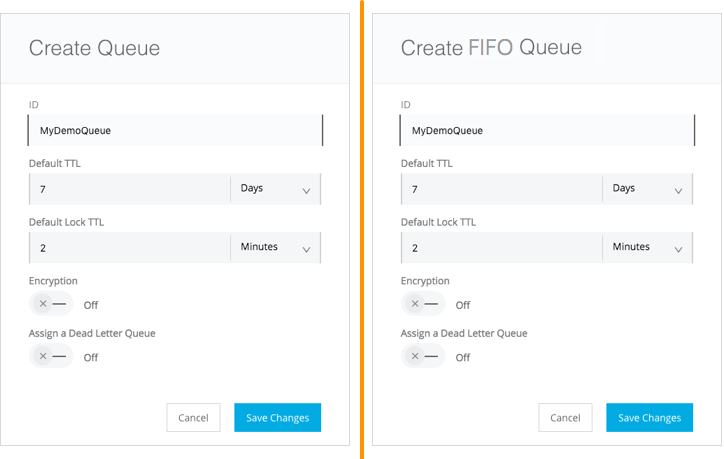 Create Queue
ID
MyDemoQueue
Default TTL
7 Days
Default Lock TTL
2 Minutes
Encryption
Off
Assign a Dead Letter Queue
Off
Cancel Save Changes
Create FIFO Queue
ID
MyDemoQueue
Default TTL
7 Days
Default Lock TTL
2 Minutes
Encryption
Off
Assign a Dead Letter Queue
Off
Cancel Save Changes